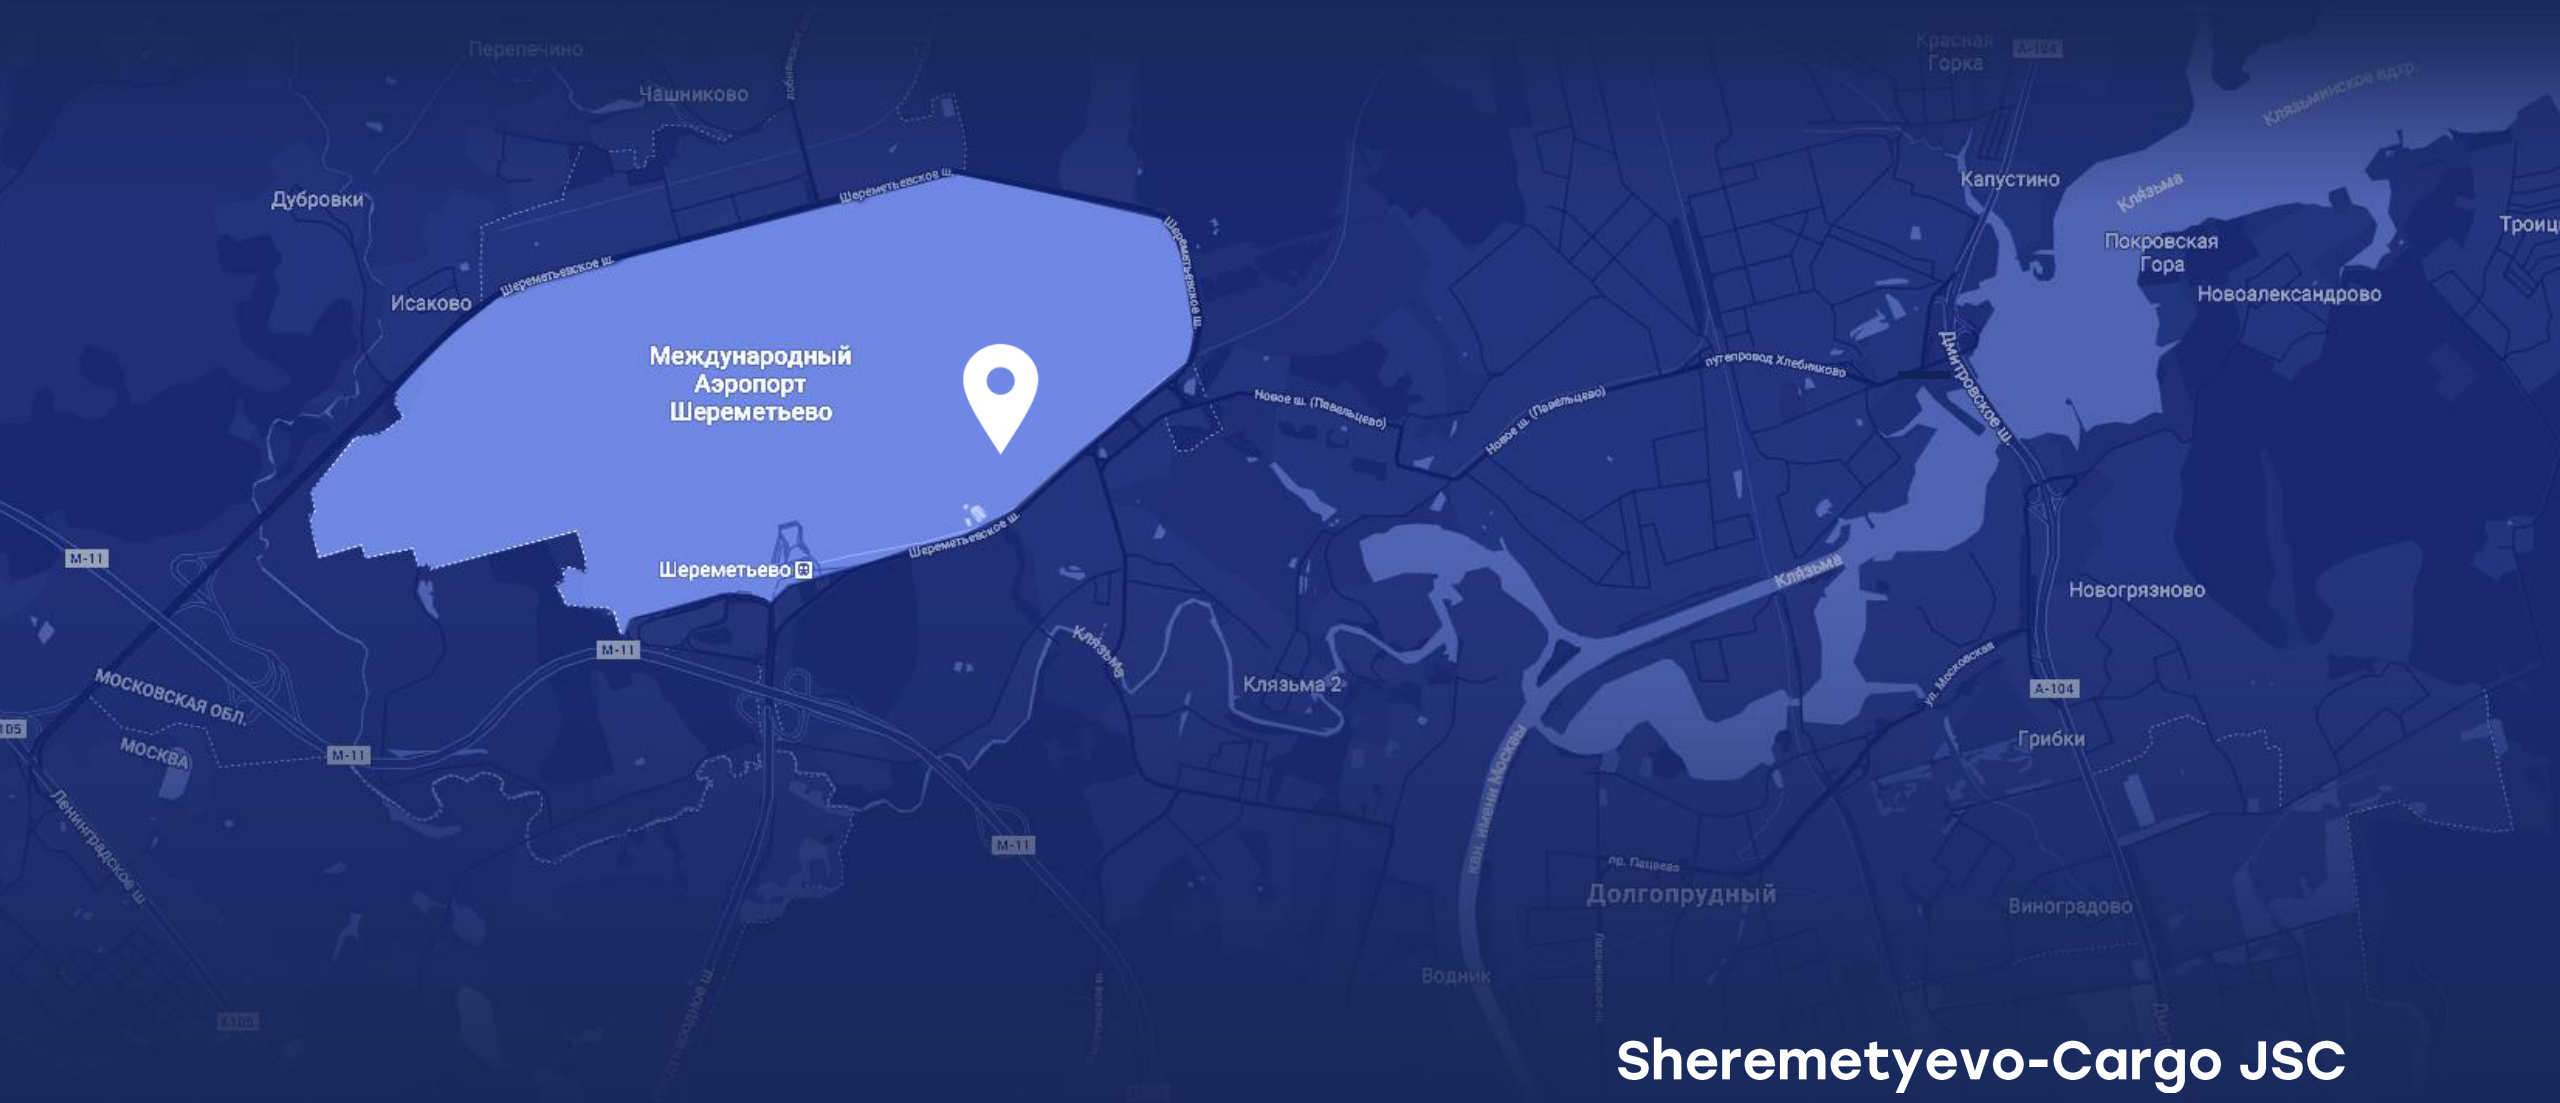 Перепечино
Красная
Горка
A-104
Чашниково
Клязьминское вдхр.
Шереметьевское ш.
Капустино
Клязьма
Дубровки
Троиц
Шереметьевское ш.
Покровская
Гора
Шереметьевское ш.
Исаково
Новоалександрово
Международный
Аэропорт
Шереметьево
путепровод Хлебниково
Дмитровское ш.
Новое ш. (Павельцево)
Новое ш. (Павельцево)
Шереметьевское ш.
M-11
Шереметьево
Клязьма
Новогрязново
M-11
Клязьма
Клязьма 2
ул. Московская
A-104
МОСКОВСКАЯ ОБЛ.
105
МОСКВА
M-11
Грибки
кан. имени Москвы
Ленинградское ш.
M-11
пр. Пацаева
Долгопрудный
Виноградово
Водник
E105
Sheremetyevo-Cargo JSC